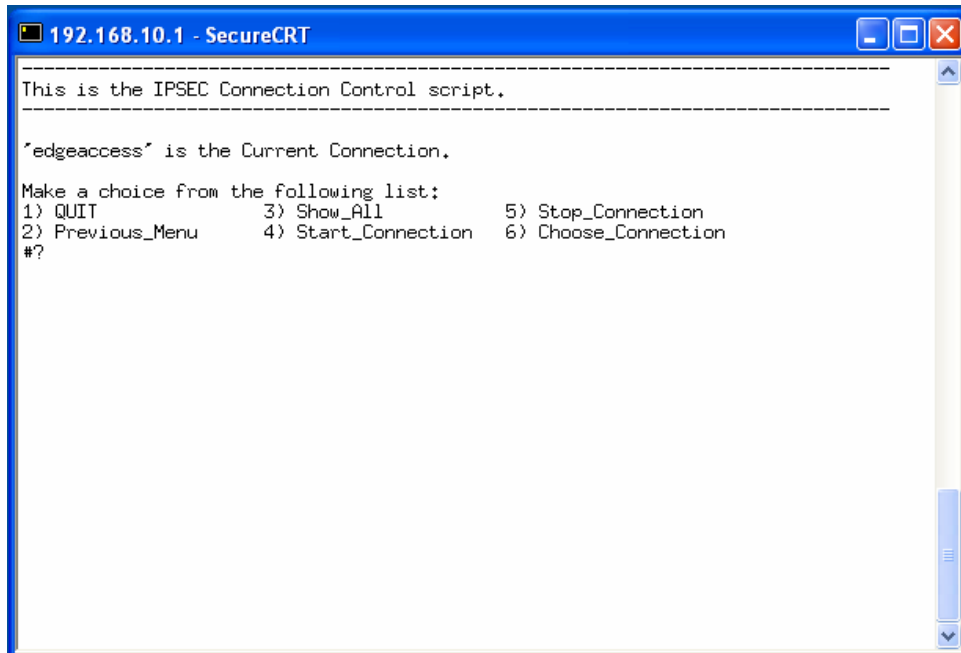 192.168.10.1 - SecureCRT
--------------------------------------------------------------------------------
This is the IPSEC Connection Control script.
--------------------------------------------------------------------------------
'edgeaccess' is the Current Connection.
Make a choice from the following list:
1) QUIT 3) Show_All 5) Stop_Connection
2) Previous_Menu 4) Start_Connection 6) Choose_Connection
#?